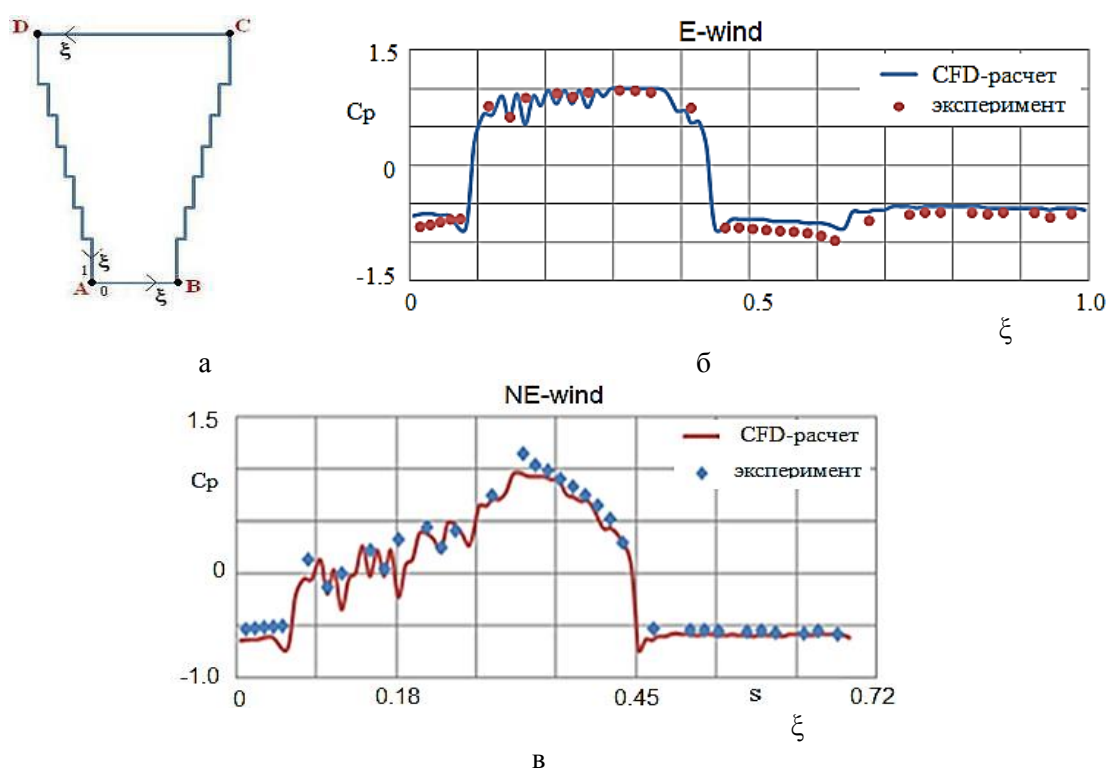 D
C
ξ
ξ
1
A
0
ξ
B
а
E-wind
1.5
Cp
0
-1.5
CFD-расчет
эксперимент
0
0.5
1.0
ξ
б
NE-wind
1.5
Cp
0
-1.0
CFD-расчет
эксперимент
0
0.18
0.45
s
0.72
ξ
в